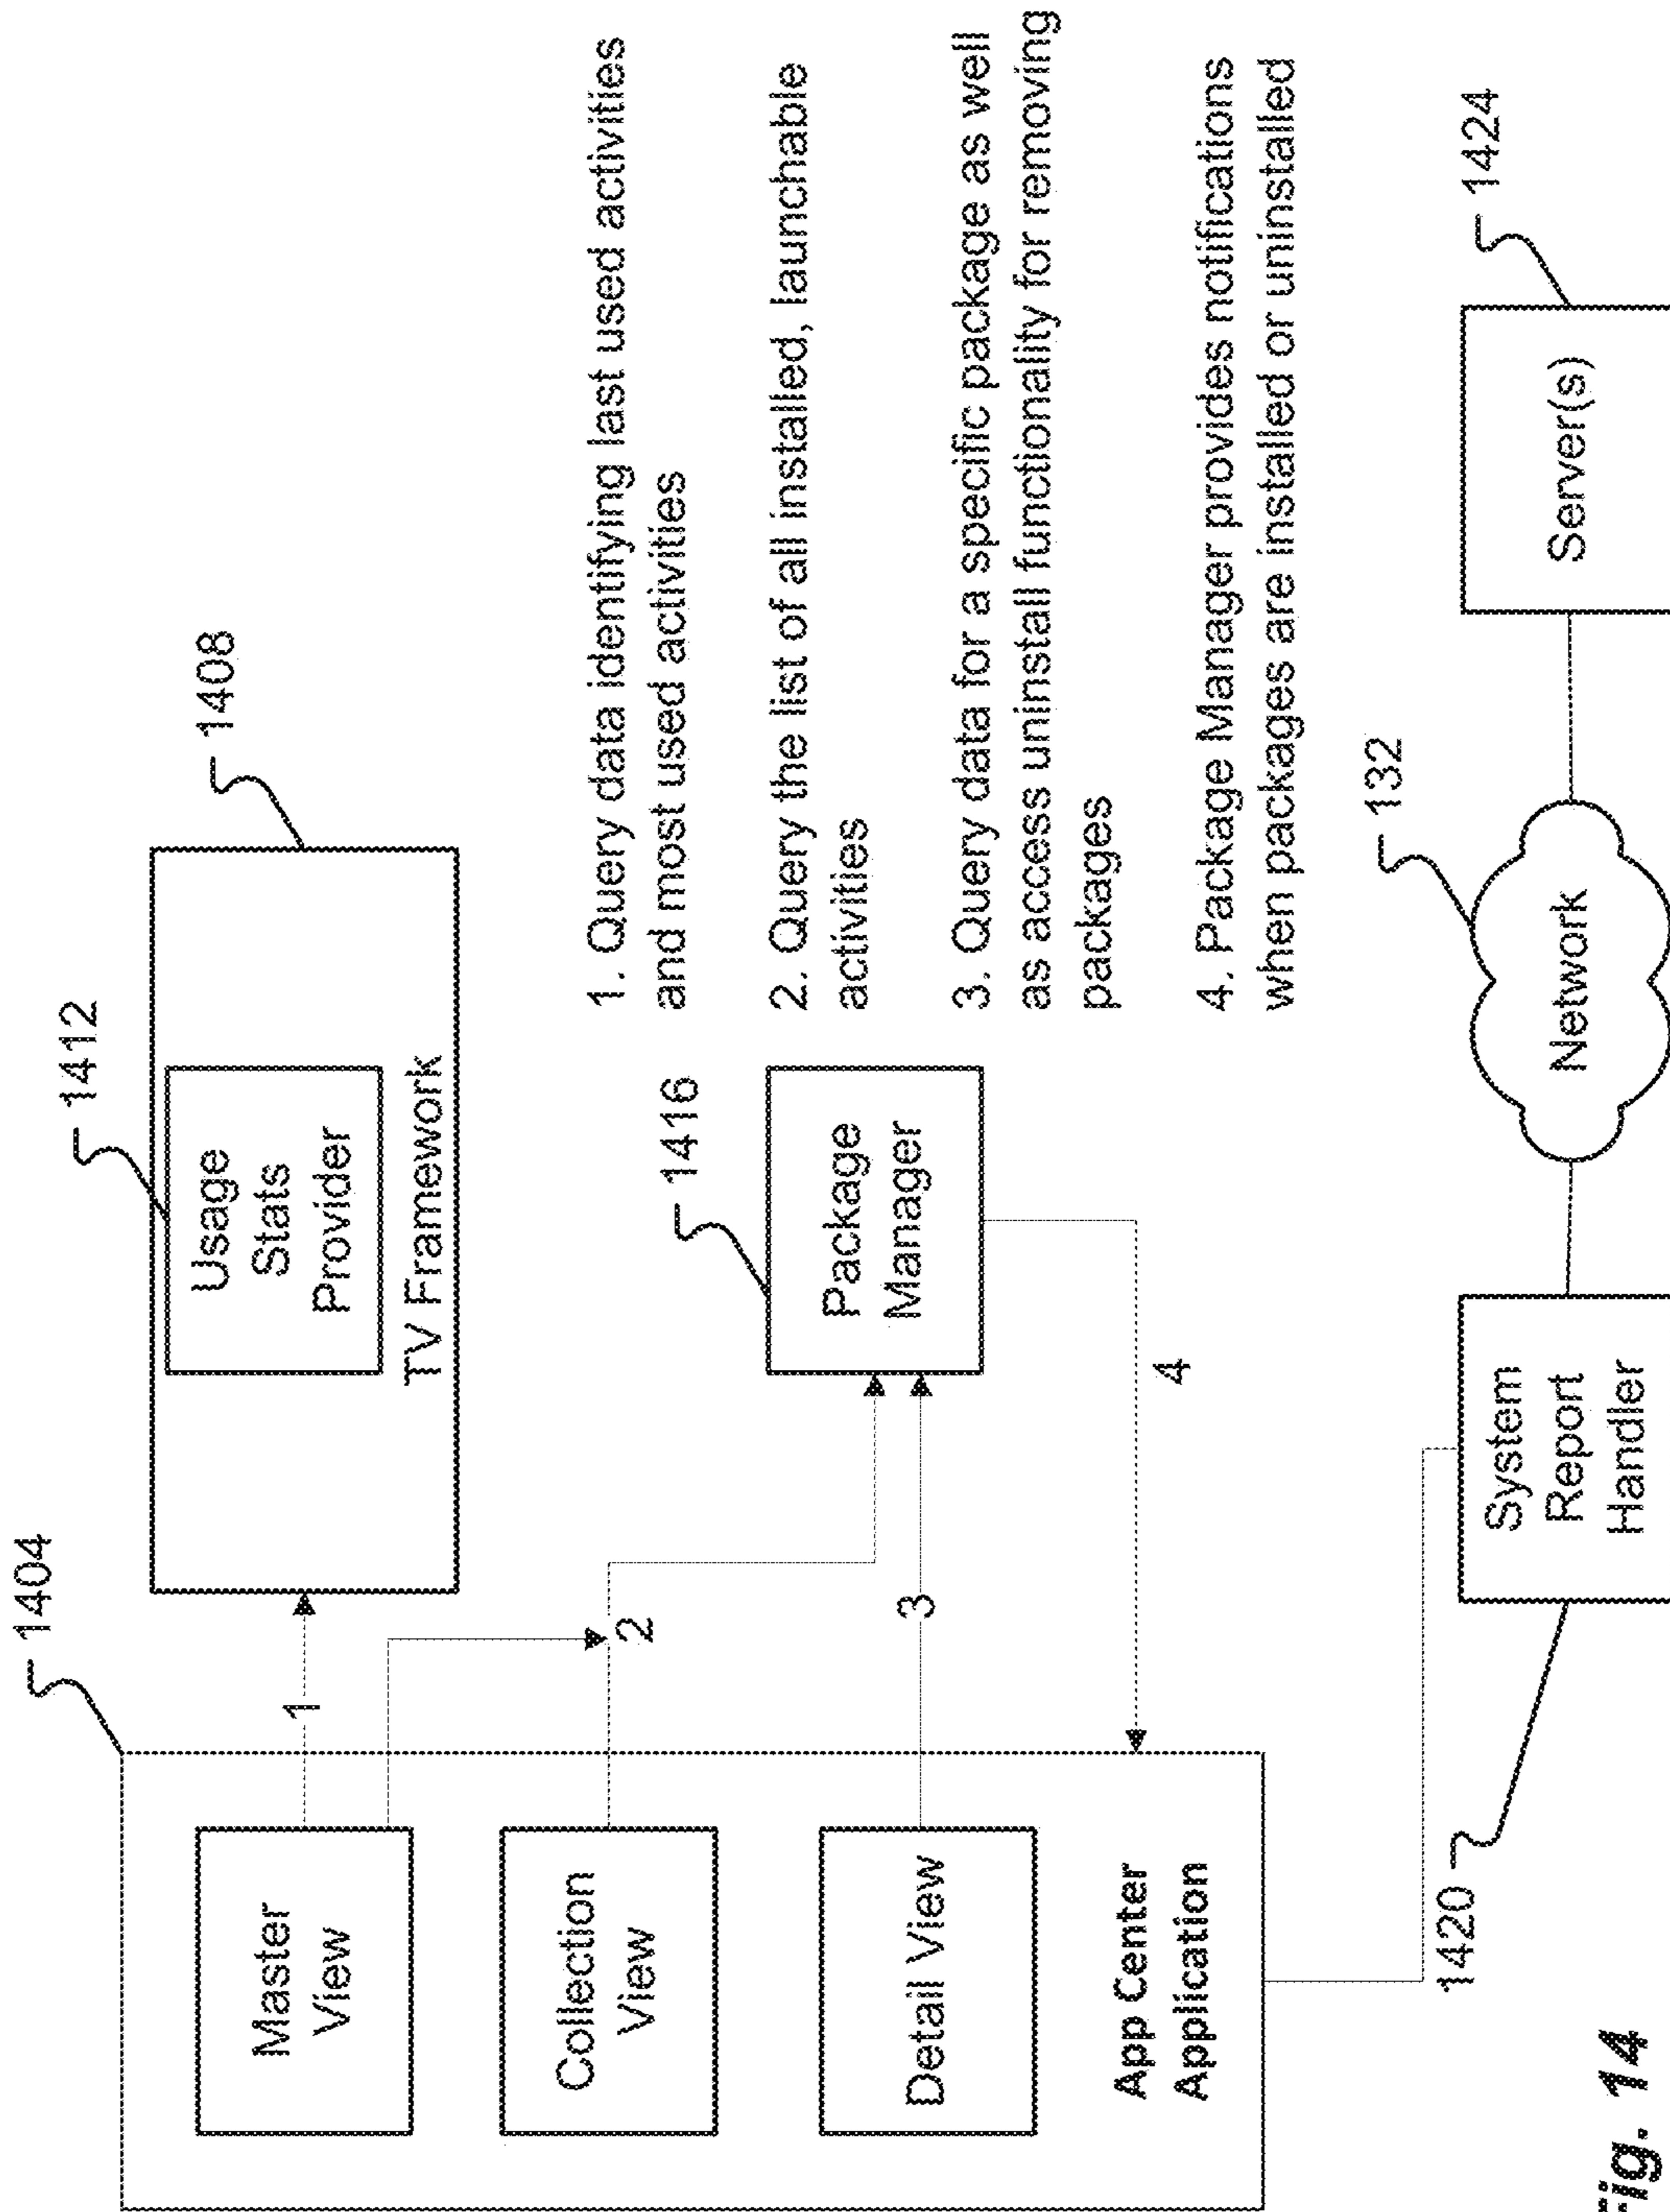 1404
1412
1408
Master
View
Collection
View
Detail View
App Center
Application
1
2
3
4
Usage
Stats
Provider
TV Framework
1416
Package
Manager
1. Query data identifying last used activities
and most used activities
2. Query the list of all installed, launchable
activities
3. Query data for a specific package as well
as access uninstall functionality for removing
packages
4. Package Manager provides notifications
when packages are installed or uninstalled
1420
System
Report
Handler
132
Network
1424
Server(s)
Fig. 14